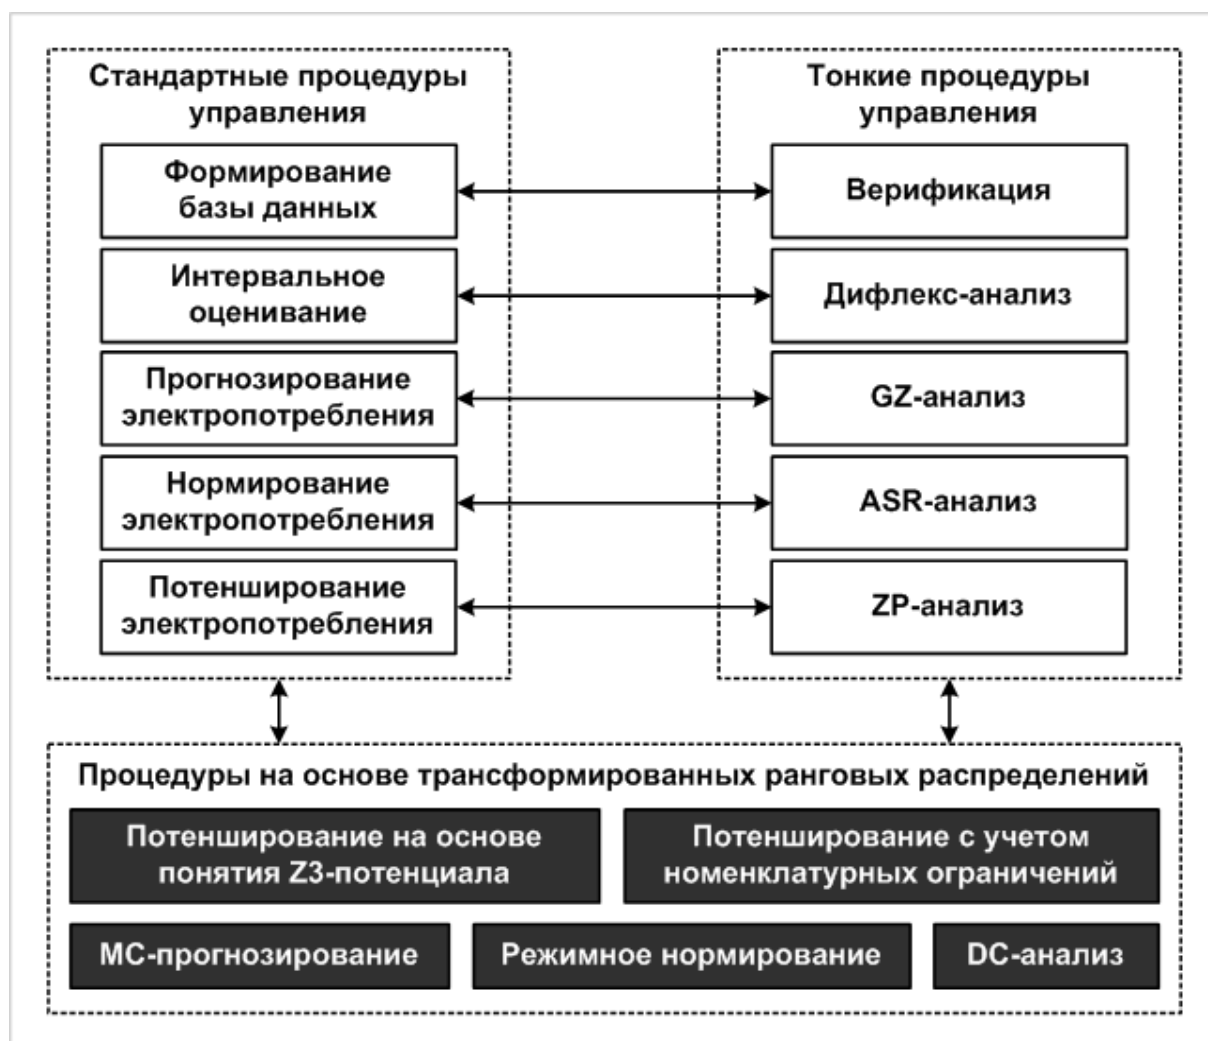 Стандартные процедуры
управления
Формирование
базы данных
Интервальное
оценивание
Прогнозирование
электропотребления
Нормирование
электропотребления
Потенширование
электропотребления
Тонкие процедуры
управления
Верификация
Дифлекс-анализ
GZ-анализ
ASR-анализ
ZP-анализ
Процедуры на основе трансформированных ранговых распределений
Потенширование на основе
понятия Z3-потенциала
Потенширование с учетом
номенклатурных ограничений
МС-прогнозирование
Режимное нормирование
DC-анализ